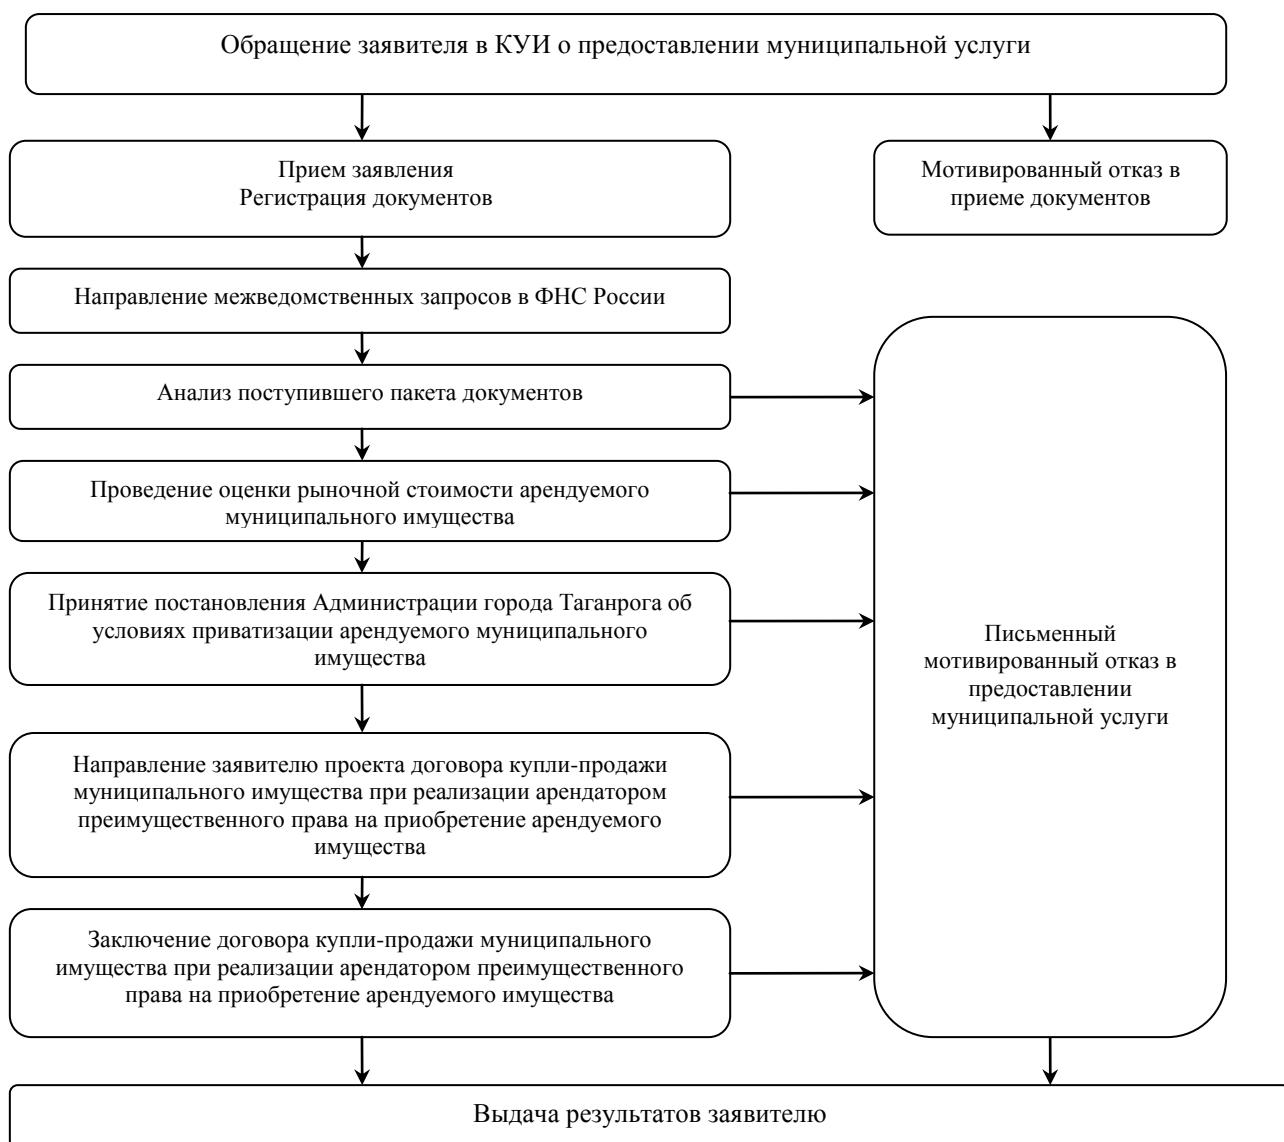 Обращение заявителя в КУИ о предоставлении муниципальной услуги
Прием заявления
Регистрация документов
Мотивированный отказ в
приеме документов
Направление межведомственных запросов в ФНС России
Анализ поступившего пакета документов
Проведение оценки рыночной стоимости арендуемого
муниципального имущества
Принятие постановления Администрации города Таганрога об
условиях приватизации арендуемого муниципального
имущества
Письменный
мотивированный отказ в
предоставлении
муниципальной услуги
Направление заявителю проекта договора купли-продажи
муниципального имущества при реализации арендатором
преимущественного права на приобретение арендуемого
имущества
Заключение договора купли-продажи муниципального
имущества при реализации арендатором преимущественного
права на приобретение арендуемого имущества
Выдача результатов заявителю